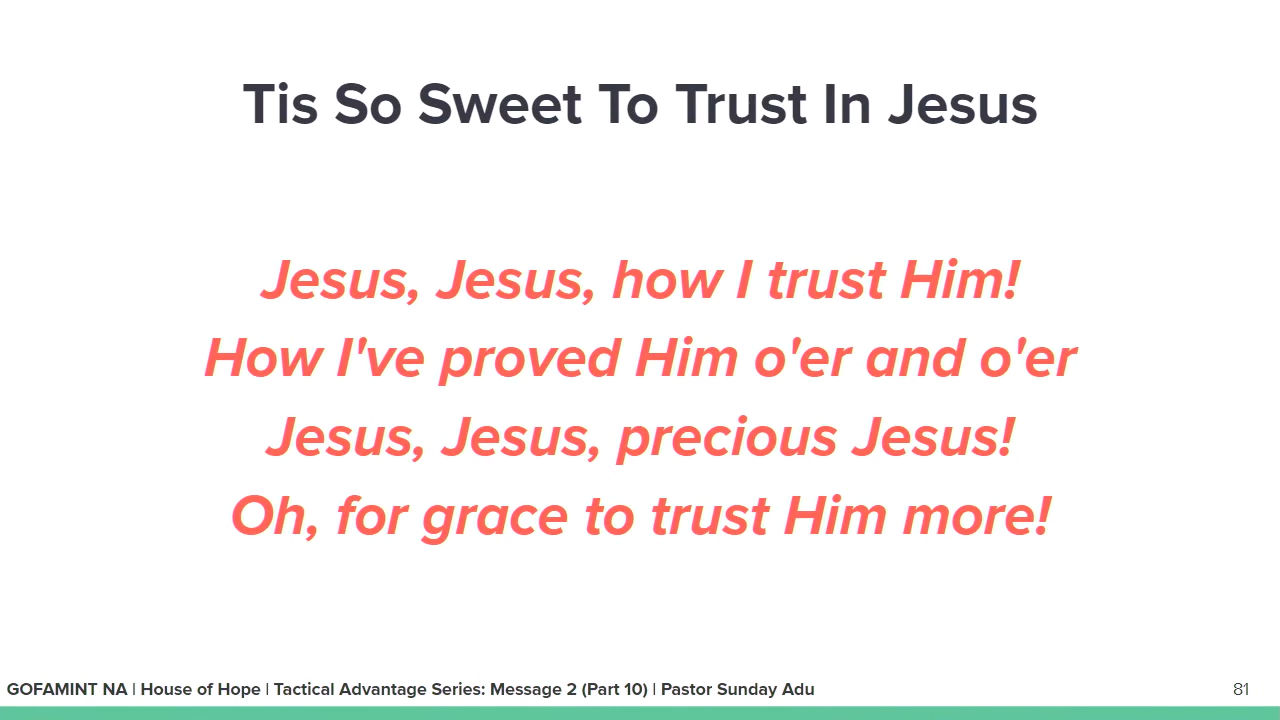 Tis So Sweet To Trust In Jesus
Jesus, Jesus, how I trust Him!
How I've proved Him o'er and o'er
Jesus, Jesus, precious Jesus!
Oh, for grace to trust Him more!
GOFAMINT NA | House of Hope | Tactical Advantage Series: Message 2 (Part 10) | Pastor Sunday Adu
81